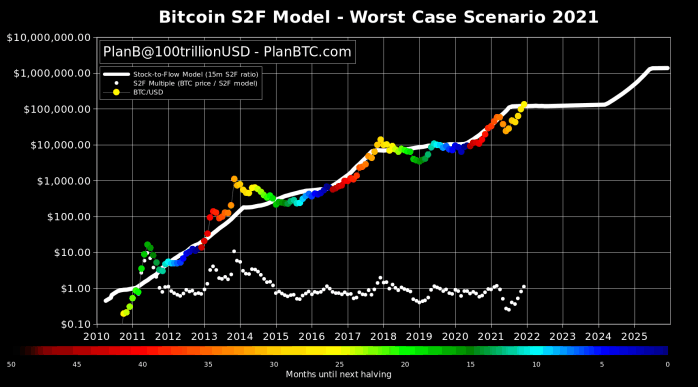 Bitcoin S2F Model - Worst Case Scenario 2021
$10,000,000.00
PlanB@100trillionUSD - PlanBTC.com
Stock-to-Flow Model (15m S2F ratio)
S2F Multiple (BTC price / S2F model)
BTC/USD
$1,000,000.00
$100,000.00
$10,000.00
$1,000.00
$100.00
$10.00
$1.00
$0.10
2010 2011 2012 2013 2014 2015 2016 2017 2018 2019 2020 2021 2022 2023 2024 2025
50 45 40 35 30 25 20 15 10 5 0
Months until next halving